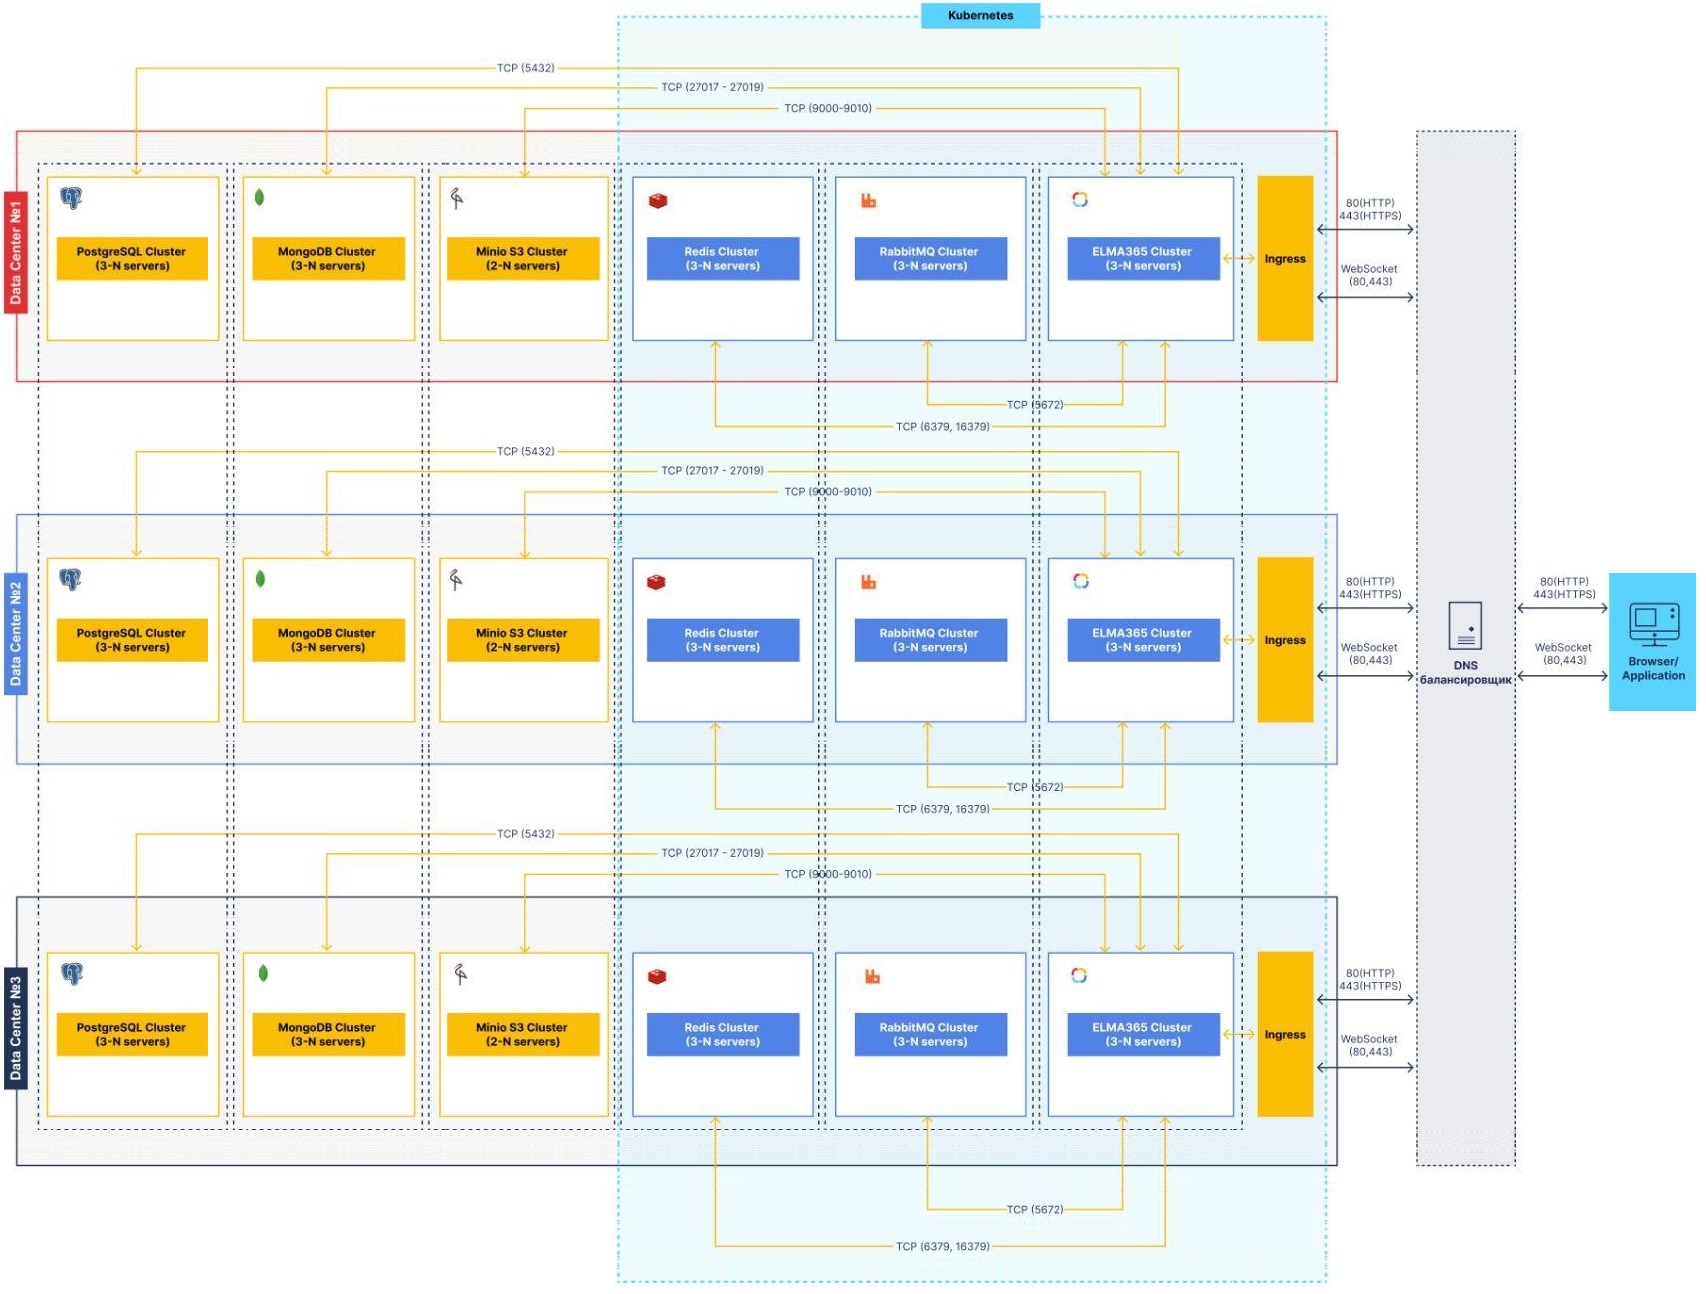 Kubernetes
TCP (5432)
TCP (27017 - 27019)
TCP (9000-9010)
Data Center №1
PostgreSQL Cluster
(3-N servers)
MongoDB Cluster
(3-N servers)
Minio S3 Cluster
(2-N servers)
Redis Cluster
(3-N servers)
RabbitMQ Cluster
(3-N servers)
ELMA365 Cluster
(3-N servers)
Ingress
80(HTTP)
443(HTTPS)
WebSocket
(80,443)
TCP (5672)
TCP (6379, 16379)
TCP (5432)
TCP (27017 - 27019)
TCP (9000-9010)
Data Center №2
PostgreSQL Cluster
(3-N servers)
MongoDB Cluster
(3-N servers)
Minio S3 Cluster
(2-N servers)
Redis Cluster
(3-N servers)
RabbitMQ Cluster
(3-N servers)
ELMA365 Cluster
(3-N servers)
Ingress
80(HTTP)
443(HTTPS)
WebSocket
(80,443)
DNS
балансировщик
80(HTTP)
443(HTTPS)
WebSocket
(80,443)
Browser/
Application
TCP (5672)
TCP (6379, 16379)
TCP (5432)
TCP (27017 - 27019)
TCP (9000-9010)
Data Center №3
PostgreSQL Cluster
(3-N servers)
MongoDB Cluster
(3-N servers)
Minio S3 Cluster
(2-N servers)
Redis Cluster
(3-N servers)
RabbitMQ Cluster
(3-N servers)
ELMA365 Cluster
(3-N servers)
Ingress
80(HTTP)
443(HTTPS)
WebSocket
(80,443)
TCP (5672)
TCP (6379, 16379)